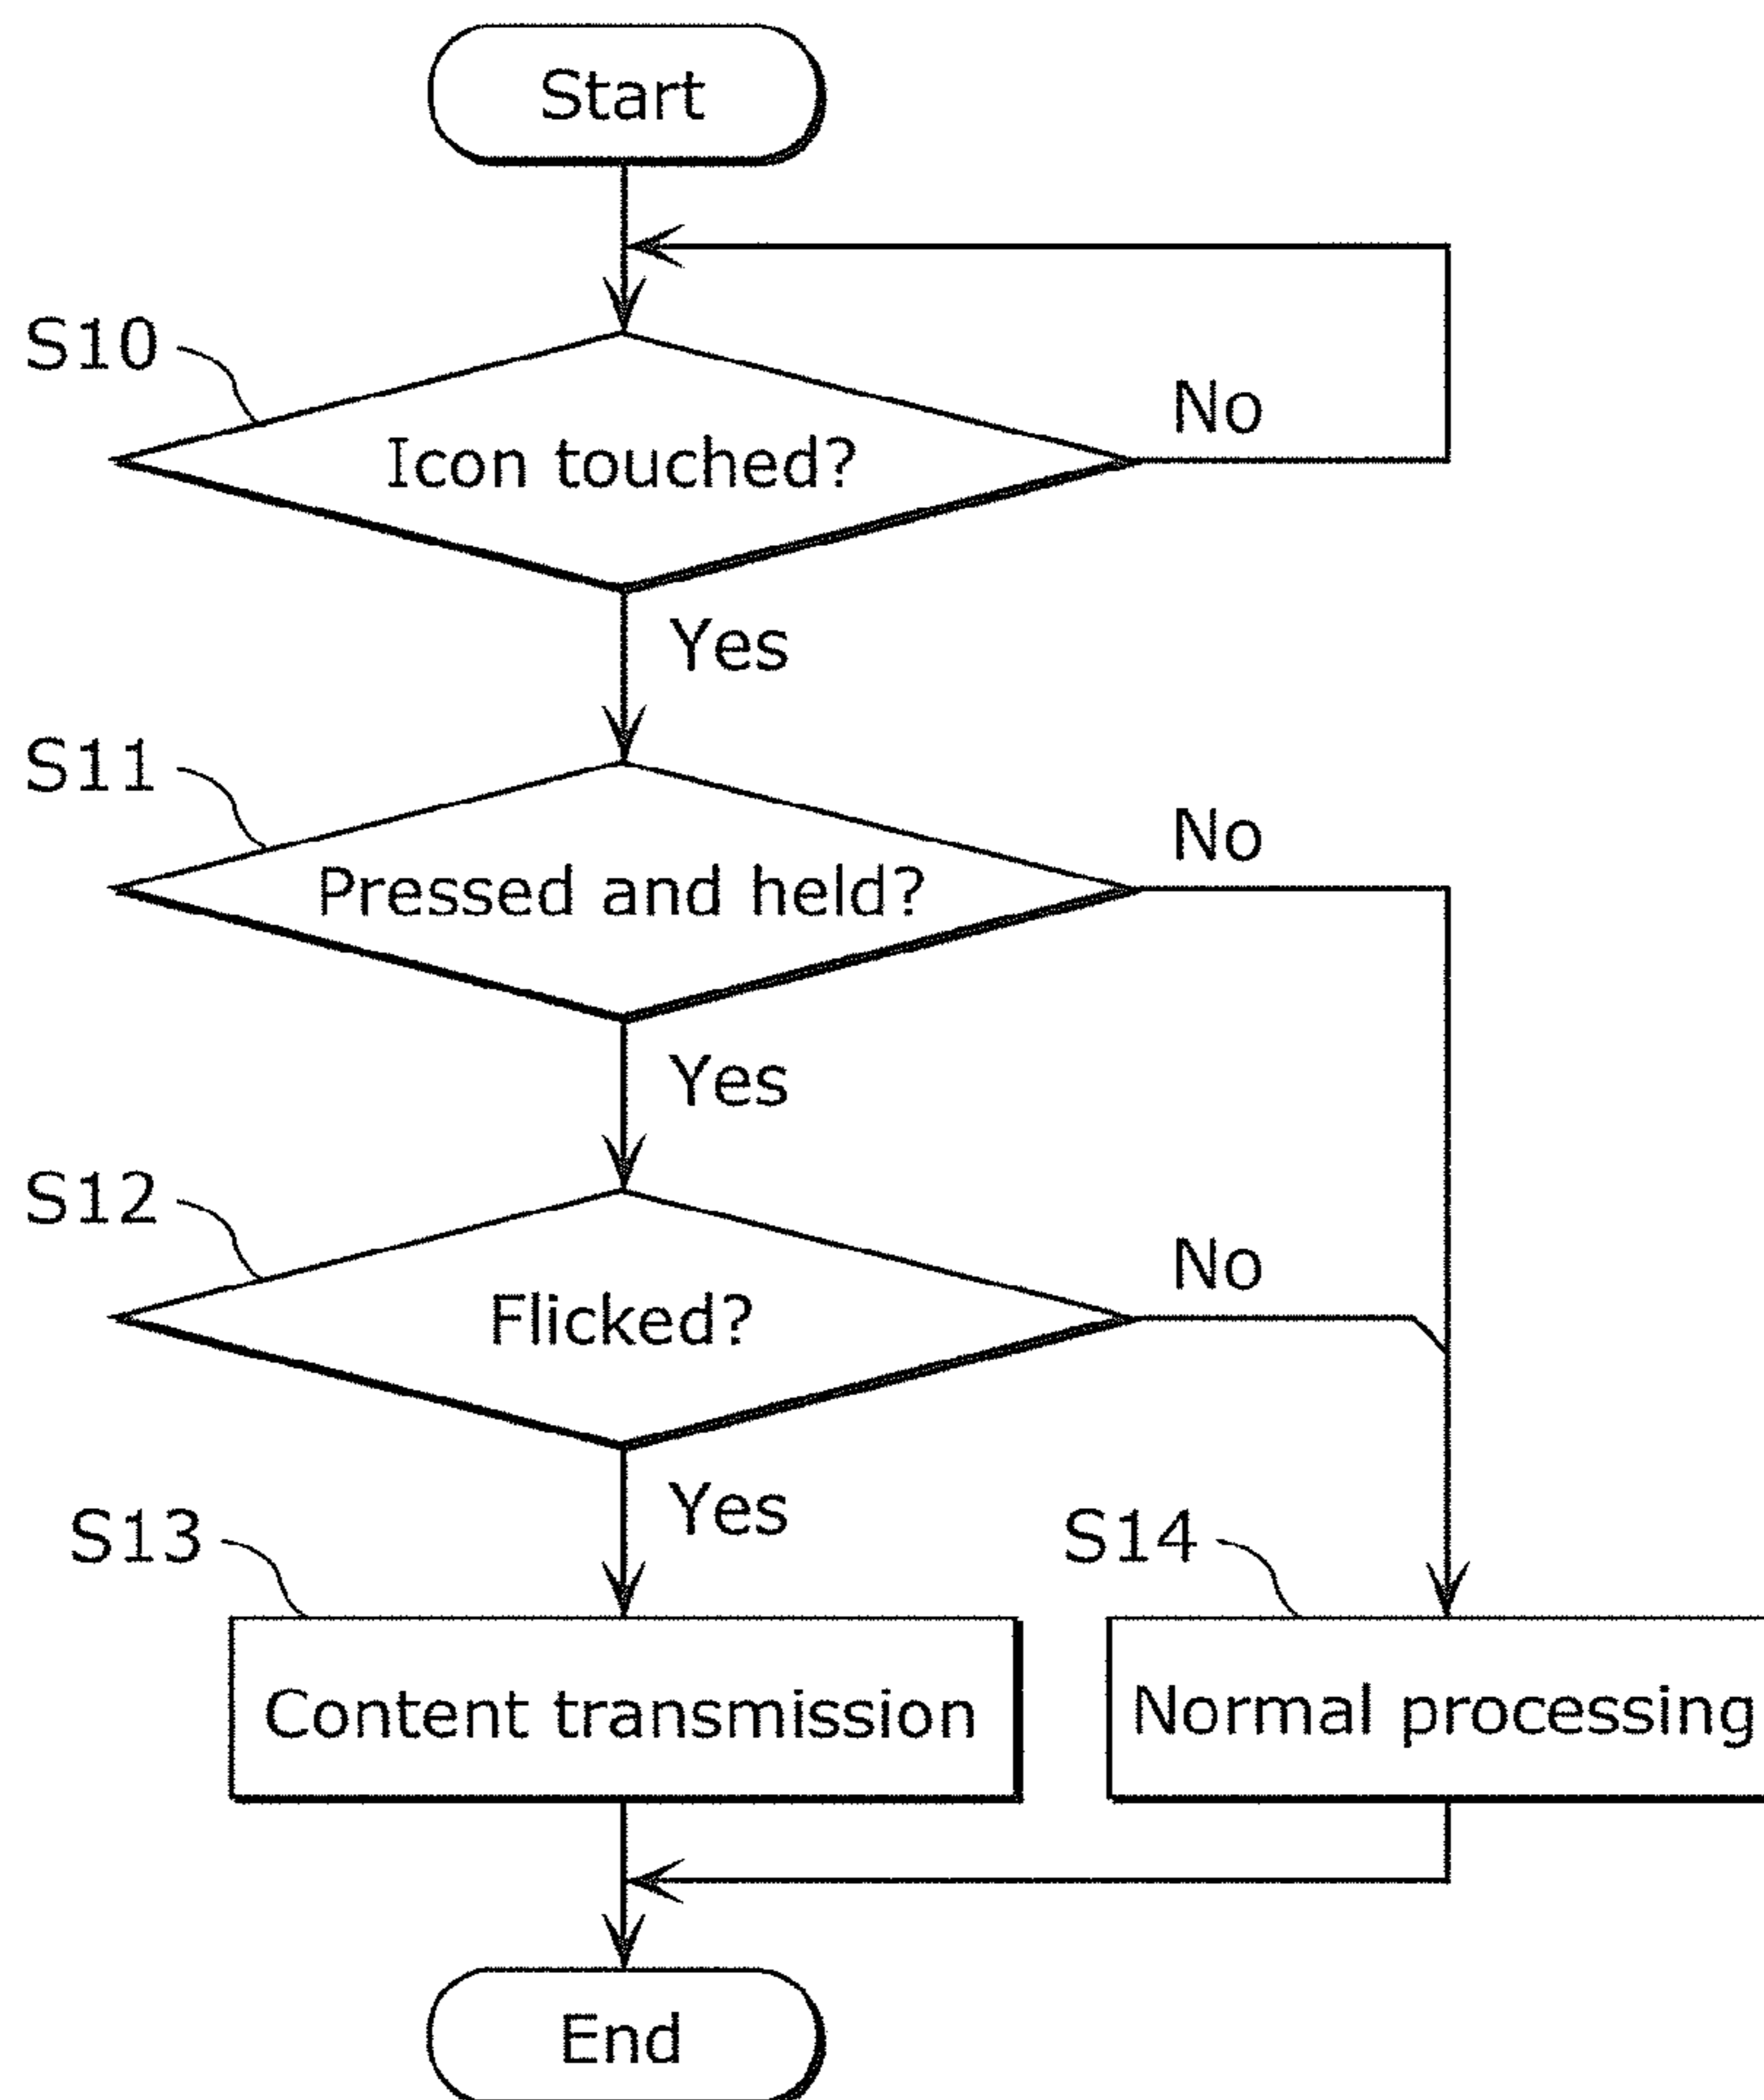 Start
S10
No
Icon touched?
Yes
S11
No
Pressed and held?
Yes
S12
No
Flicked?
Yes
S13
S14
Content transmission
Normal processing
End